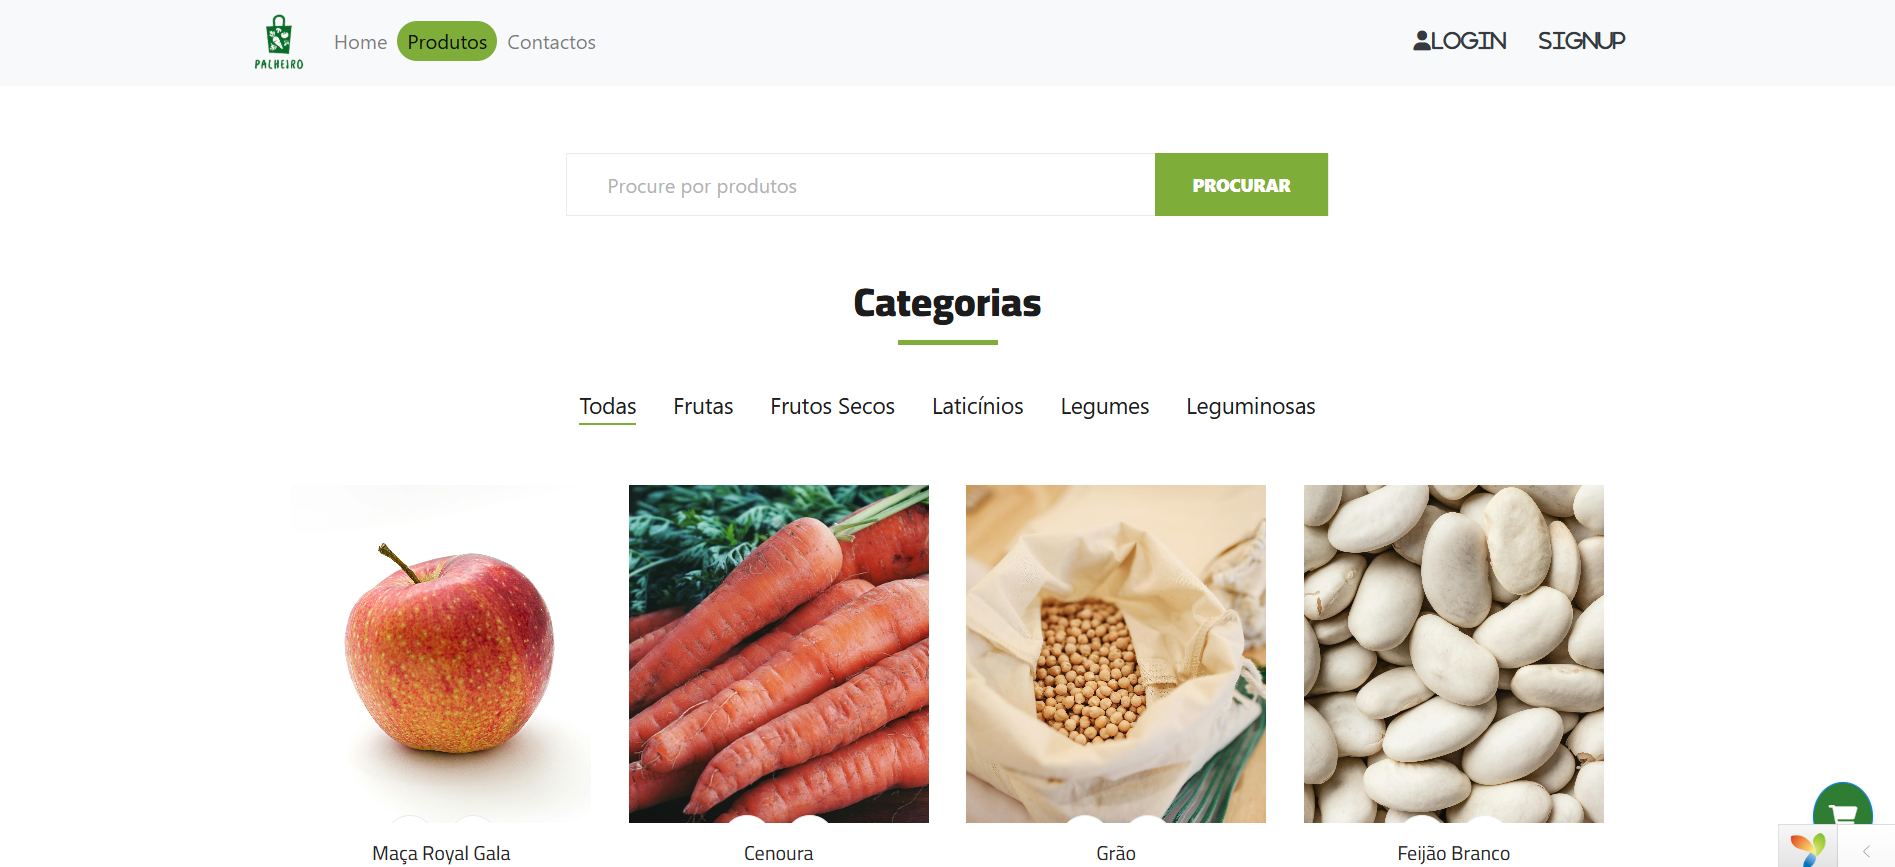 PALHEIRO
Home Produtos Contactos
LOGIN SIGNUP
Procure por produtos PROCURAR
Categorias
Todas Frutas Frutos Secos Laticínios Legumes Leguminosas
Maça Royal Gala Cenoura Grão Feijão Branco